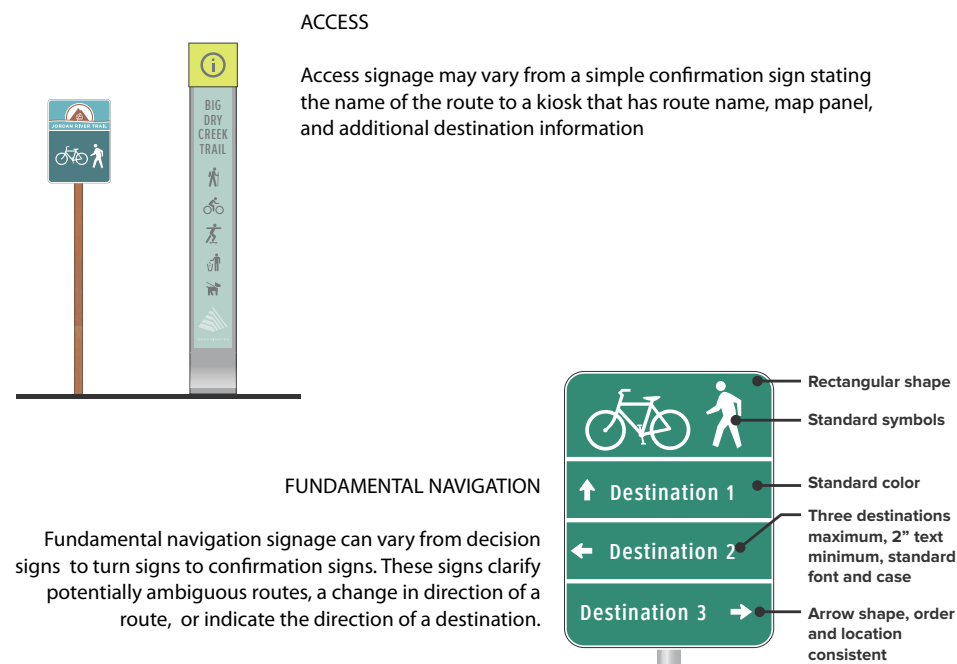 ACCESS
Access signage may vary from a simple confirmation sign stating
the name of the route to a kiosk that has route name, map panel,
and additional destination information
JORDAN RIVER TRAIL
i
BIG
DRY
CREEK
TRAIL
FUNDAMENTAL NAVIGATION
Fundamental navigation signage can vary from decision
signs to turn signs to confirmation signs. These signs clarify
potentially ambiguous routes, a change in direction of a
route, or indicate the direction of a destination.
Destination 1
Destination 2
Destination 3
Rectangular shape
Standard symbols
Standard color
Three destinations
maximum, 2” text
minimum, standard
font and case
Arrow shape, order
and location
consistent